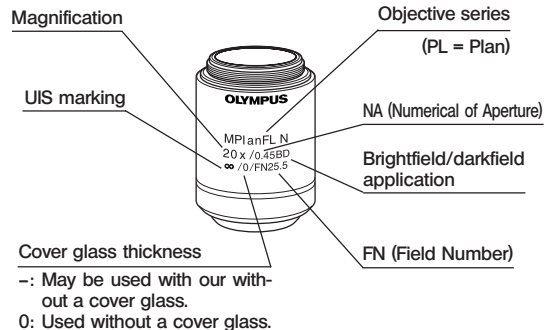 Magnification
Objective series
(PL = Plan)
UIS marking
OLYMPUS
NA (Numerical of Aperture)
MPlanFL N
20x/0.45BD
∞/0/FN25.5
Brightfield/darkfield
application
Cover glass thickness
FN (Field Number)
–: May be used with our with-
out a cover glass.
0: Used without a cover glass.